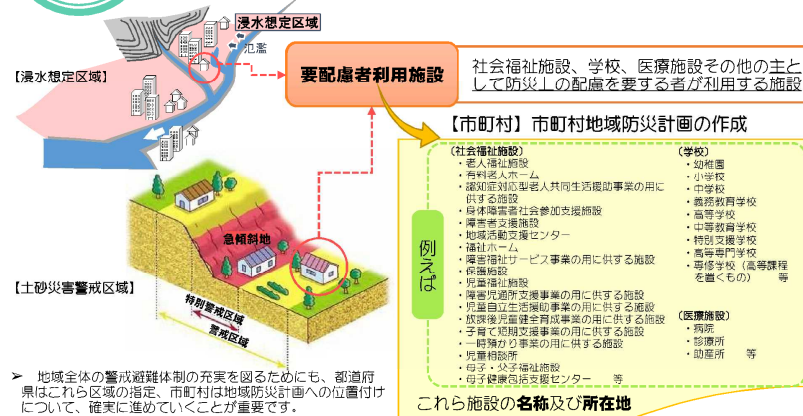 浸水想定区域
氾濫
【浸水想定区域】
要配慮者利用施設
社会福祉施設、学校、医療施設その他の主と
して防災上の配慮を要する者が利用する施設
【市町村】市町村地域防災計画の作成
例えば
(社会福祉施設)
・老人福祉施設
・有料老人ホーム
・認知症対応型老人共同生活援助事業の用に
供する施設
・身体障害者社会参加支援施設
・障害者支援施設
・地域活動支援センター
・福祉ホーム
・障害福祉サービス事業の用に供する施設
・保護施設
・児童福祉施設
・障害児通所支援事業の用に供する施設
・児童自立生活援助事業の用に供する施設
・放課後児童健全育成事業の用に供する施設
・子育て短期支援事業の用に供する施設
・一時預かり事業の用に供する施設
・児童相談所
・母子・父子福祉施設
・母子健康包括支援センター 等
(学校)
・幼稚園
・小学校
・中学校
・義務教育学校
・高等学校
・中等教育学校
・特別支援学校
・高等専門学校
・専修学校(高等課程
を置くもの) 等
(医療施設)
・病院
・診療所
・助産所 等
急傾斜地
【土砂災害警戒区域】
特別警戒区域
警戒区域
➢ 地域全体の警戒避難体制の充実を図るためにも、都道府
県はこれら区域の指定、市町村は地域防災計画への位置付け
について、確実に進めていくことが重要です。
これら施設の名称及び所在地